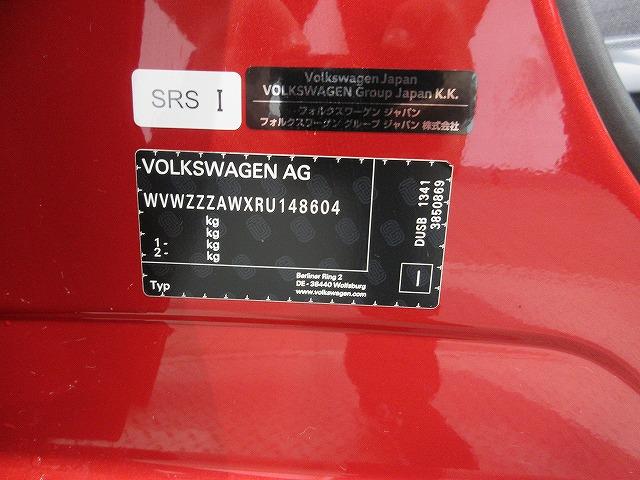 SRS I
Volkswagen Japan
VOLKSWAGEN Group Japan K.K.
フォルクスワーゲン ジャパン
フォルクスワーゲン グループ ジャパン 株式会社
VOLKSWAGEN AG
WVWZZZAWXRU148604
kg
kg
1- kg
2- kg
Typ
Berliner Ring 2
DE - 38440 Wolfsburg
www.volkswagen.com
DUSB 1341
3850869
I